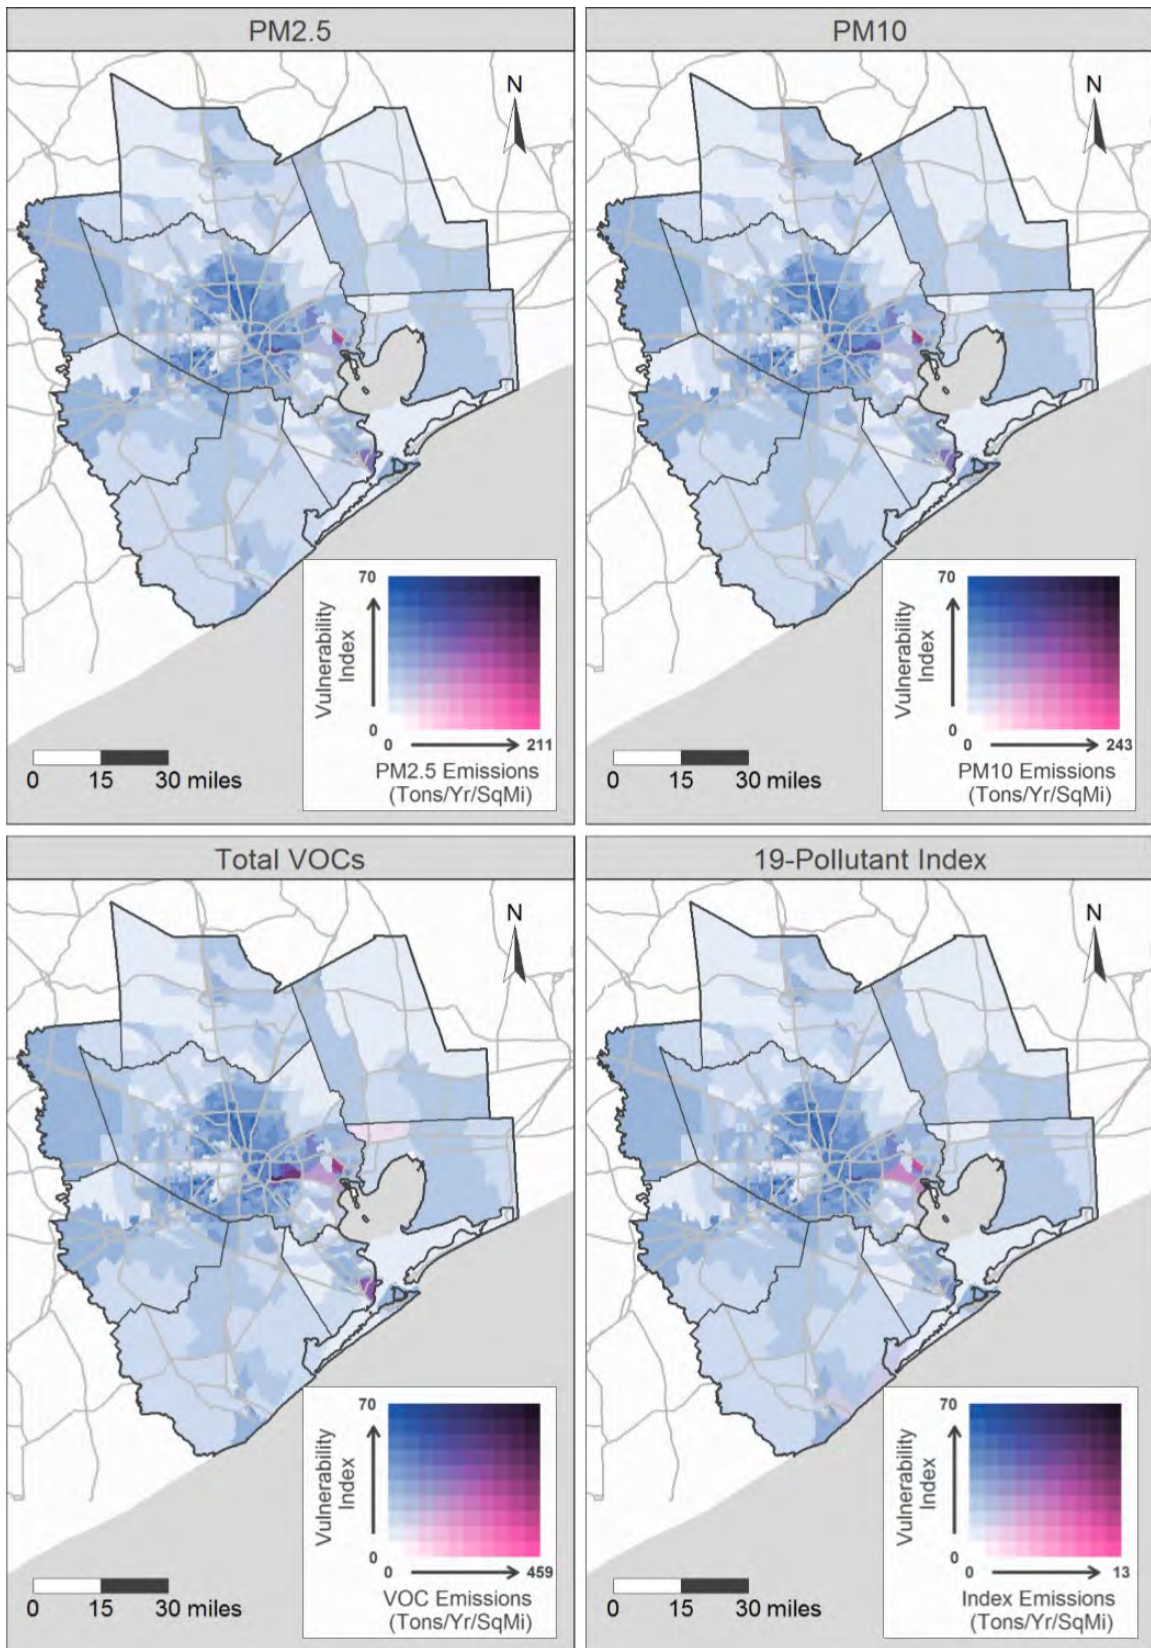 PM2.5
N
70
Vulnerability
Index
0
0
211
PM2.5 Emissions
(Tons/Yr/SqMi)
0 15 30 miles
PM10
N
70
Vulnerability
Index
0
0
243
PM10 Emissions
(Tons/Yr/SqMi)
0 15 30 miles
Total VOCs
N
70
Vulnerability
Index
0
0
459
VOC Emissions
(Tons/Yr/SqMi)
0 15 30 miles
19-Pollutant Index
N
70
Vulnerability
Index
0
0
13
Index Emissions
(Tons/Yr/SqMi)
0 15 30 miles